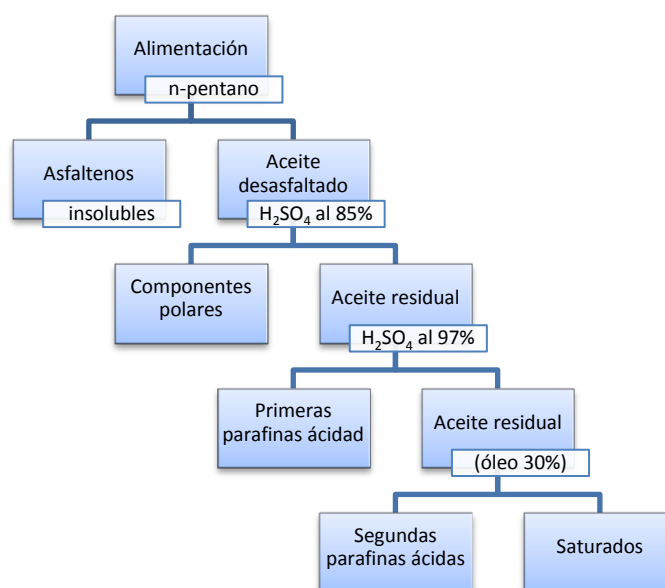 Alimentación
n-pentano
Asfaltenos
insolubles
Aceite
desasfaltado
H₂SO₄ al 85%
Componentes
polares
Aceite residual
H₂SO₄ al 97%
Primeras
parafinas ácidad
Aceite residual
(óleo 30%)
Segundas
parafinas ácidas
Saturados